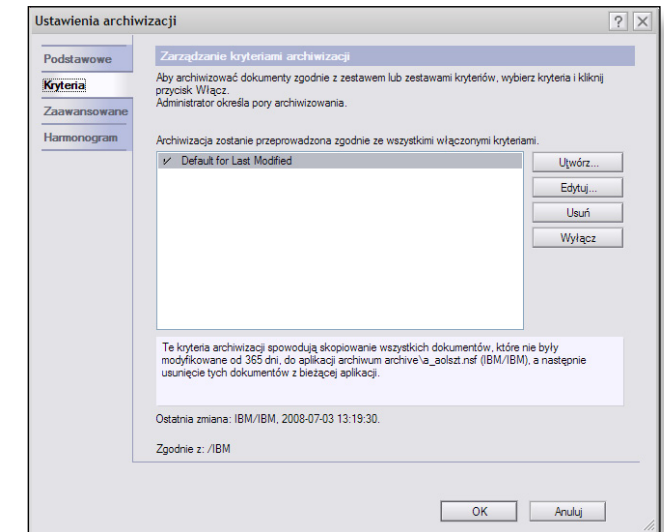 Ustawienia archiwizacji
Podstawowe
Kryteria
Zaawansowane
Harmonogram
Zarządzanie kryteriami archiwizacji
Aby archiwizować dokumenty zgodnie z zestawem lub zestawami kryteriów, wybierz kryteria i kliknij
przycisk Włącz.
Administrator określa pory archiwizowania.
Archiwizacja zostanie przeprowadzona zgodnie ze wszystkimi włączonymi kryteriami.
Default for Last Modified
Utwórz...
Edytuj...
Usuń
Wyłącz
Te kryteria archiwizacji spowodują skopiowanie wszystkich dokumentów, które nie były
modyfikowane od 365 dni, do aplikacji archiwum archive\a_aolszt.nsf (IBM/IBM), a następnie
usunięcie tych dokumentów z bieżącej aplikacji.
Ostatnia zmiana: IBM/IBM, 2008-07-03 13:19:30.
Zgodnie z: /IBM
OK
Anuluj